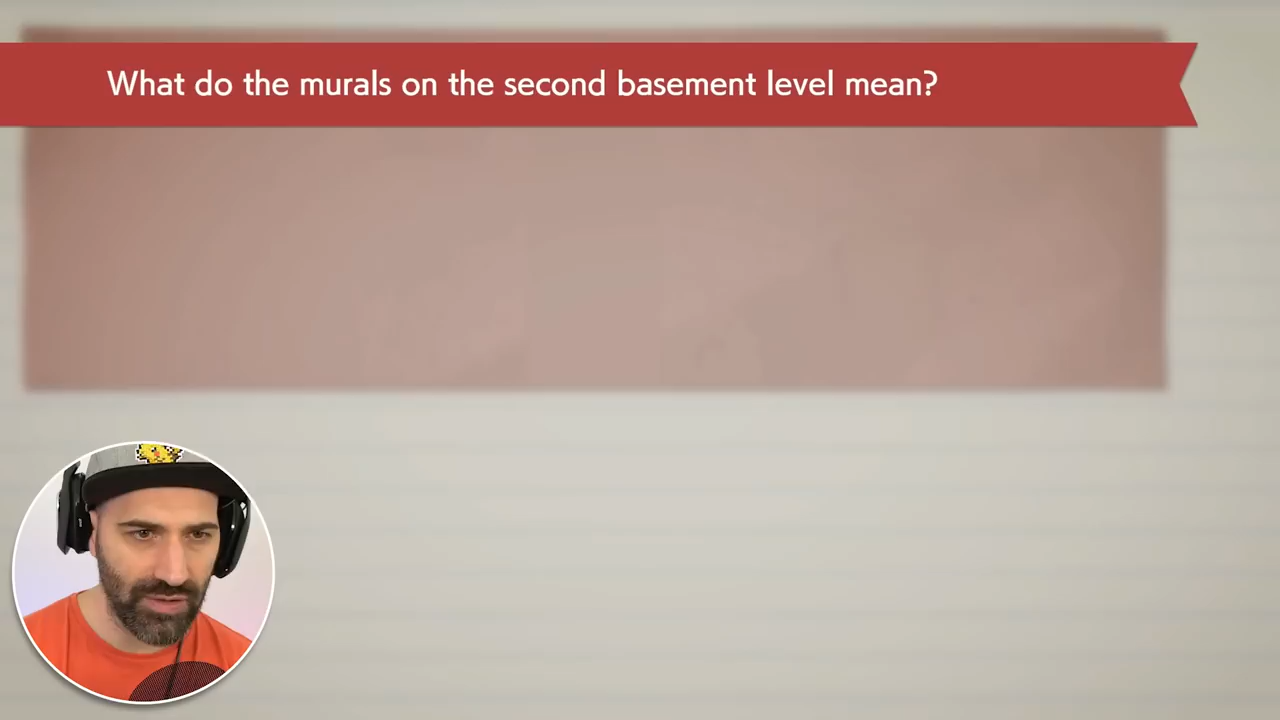 What do the murals on the second basement level mean?